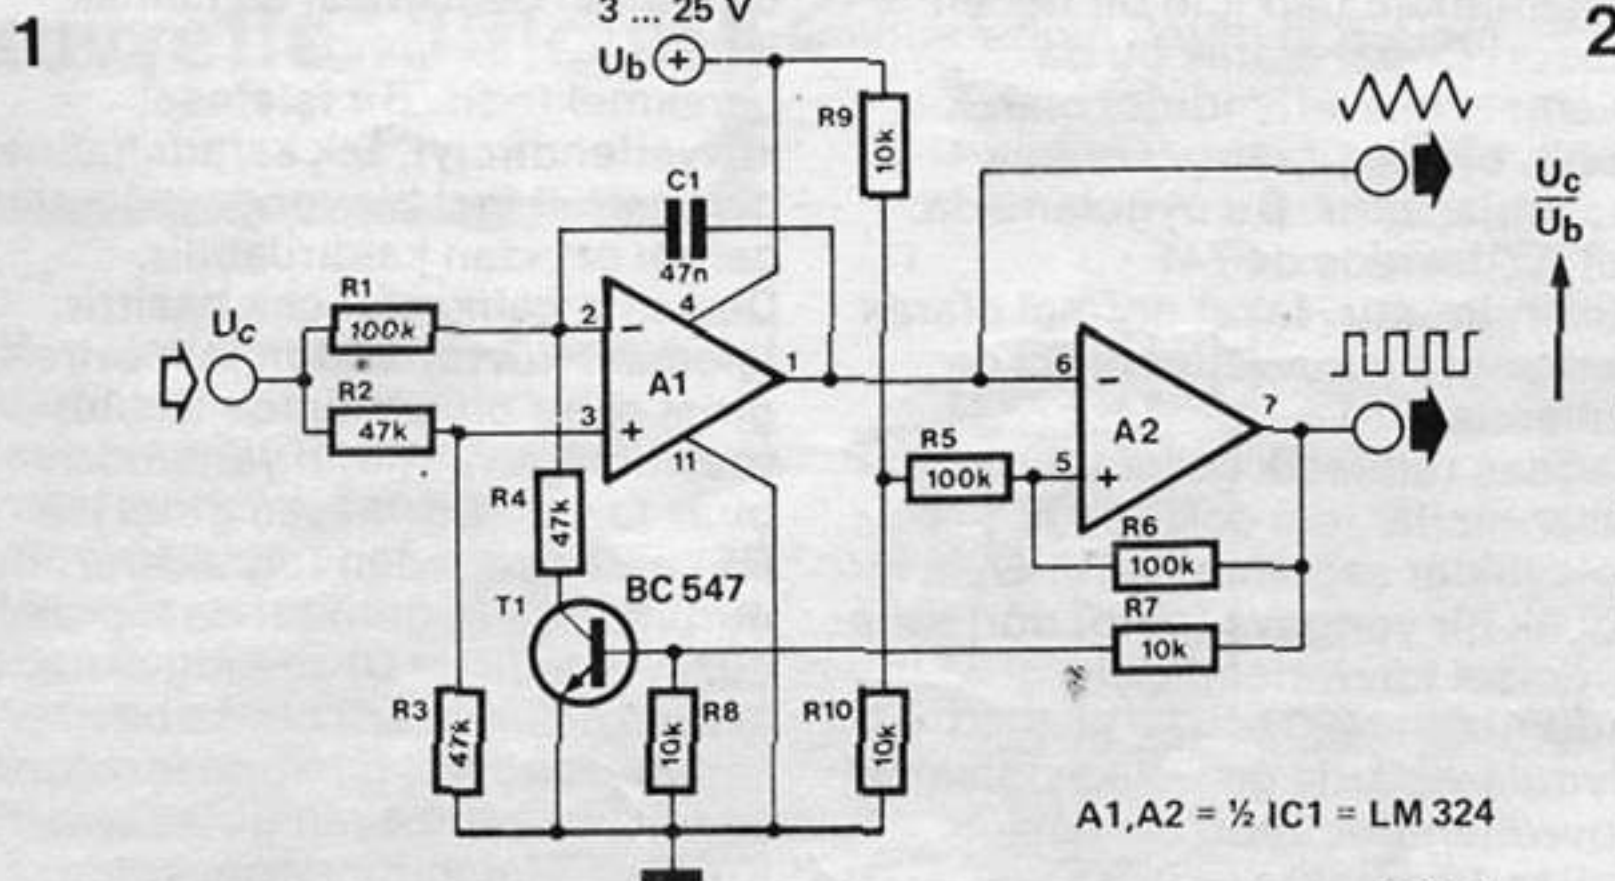 1
3 ... 25 V
2
Ub +
R9
10k
C1
47n
Uc
Ub
R1
100k
Uc
2
−
4
1
A1
R2
47k
3
+
11
6
−
A2
7
R5
100k
5
+
R4
47k
R6
100k
BC 547
T1
R7
10k
R3
47k
R8
10k
R10
10k
A1,A2 = ½ IC1 = LM 324